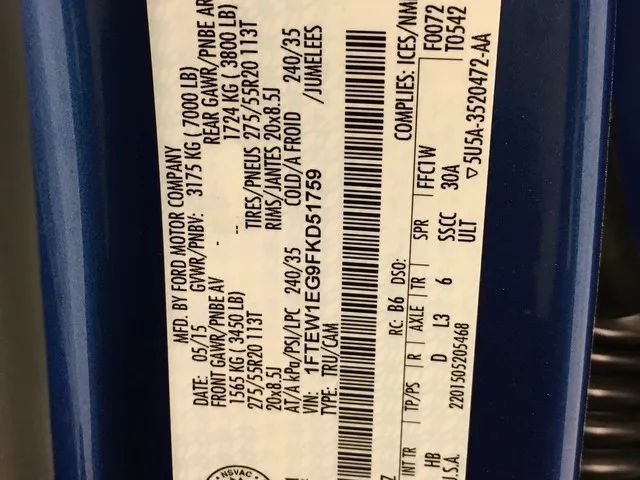 MFD. BY FORD MOTOR COMPANY
DATE: 05/15 GVWR/PNBV: 3175 KG ( 7000 LB)
FRONT GAWR/PNBE AV - REAR GAWR/PNBE AR
1565 KG ( 3450 LB) - 1724 KG ( 3800 LB)
275/55R20 113T TIRES/PNEUS 275/55R20 113T
20x8.5J RIMS/JANTES 20x8.5J
AT/A kPa/PSI/LPC 240/35 COLD/A FROID 240/35
VIN: 1FTEW1EG9FKD51759 /JUMELEES
TRU/CAM
COMPLIES: ICES/NM
RC: B6 DSO: F0072
T0542
INT TR TP/PS R AXLE TR SPR FFC1W
HB D L3 6 SSCC 30A
U.S.A. 2201505205468 ULT ▽5U5A-3520472-AA
NSVAC